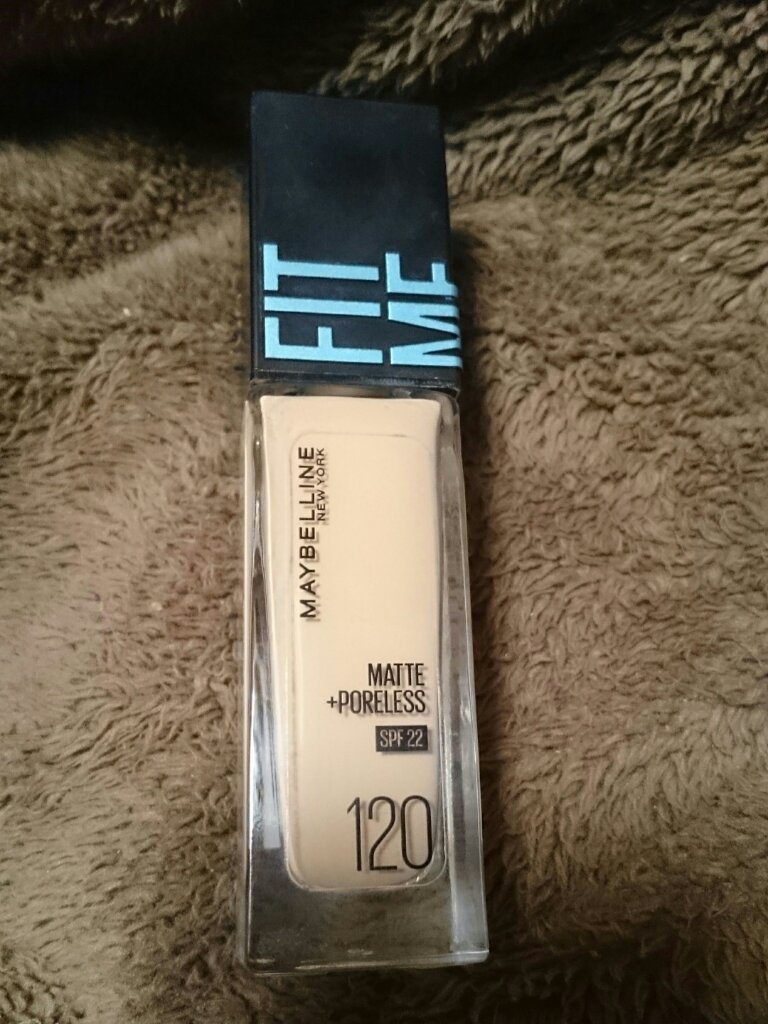 FIT
ME
MAYBELLINE
NEW YORK
MATTE
+PORELESS
SPF 22
120